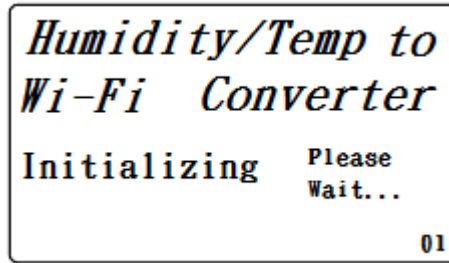 Humidity/Temp to
Wi-Fi Converter
Initializing
Please
Wait...
01